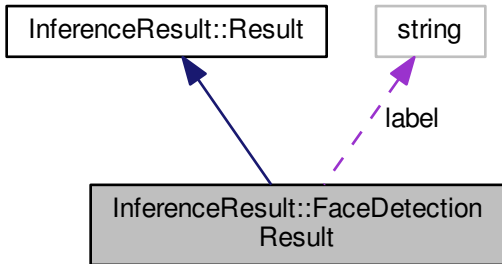 InferenceResult::Result
string
label
InferenceResult::FaceDetection
Result